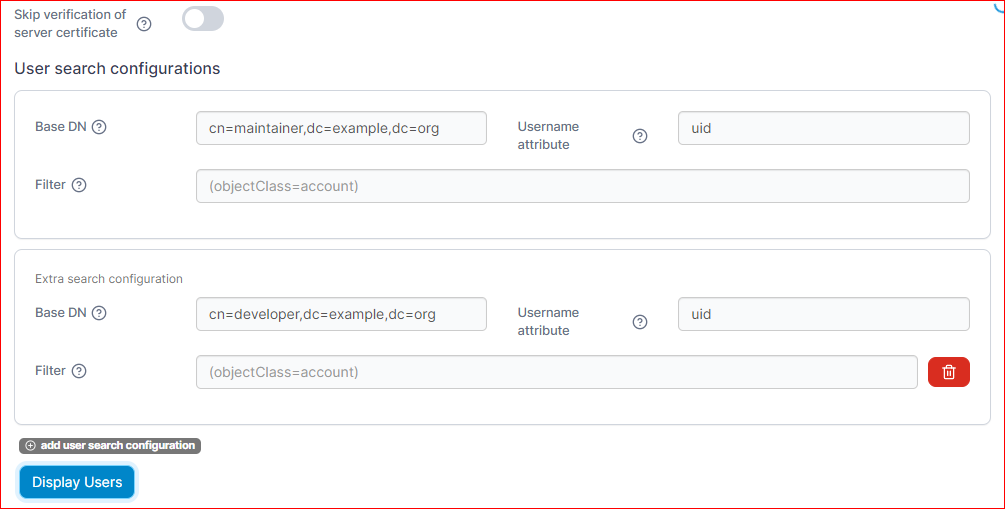 Skip verification of
server certificate
User search configurations
Base DN
cn=maintainer,dc=example,dc=org
Username
attribute
uid
Filter
(objectClass=account)
Extra search configuration
Base DN
cn=developer,dc=example,dc=org
Username
attribute
uid
Filter
(objectClass=account)
add user search configuration
Display Users